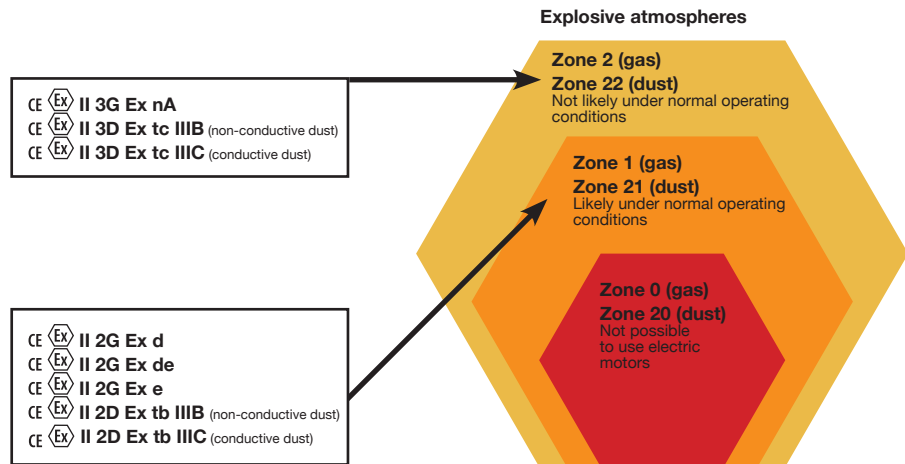 Explosive atmospheres
Zone 2 (gas)
Zone 22 (dust)
Not likely under normal operating
conditions
CE Ex II 3G Ex nA
CE Ex II 3D Ex tc IIIB (non-conductive dust)
CE Ex II 3D Ex tc IIIC (conductive dust)
Zone 1 (gas)
Zone 21 (dust)
Likely under normal operating
conditions
Zone 0 (gas)
Zone 20 (dust)
Not possible
to use electric
motors
CE Ex II 2G Ex d
CE Ex II 2G Ex de
CE Ex II 2G Ex e
CE Ex II 2D Ex tb IIIB (non-conductive dust)
CE Ex II 2D Ex tb IIIC (conductive dust)